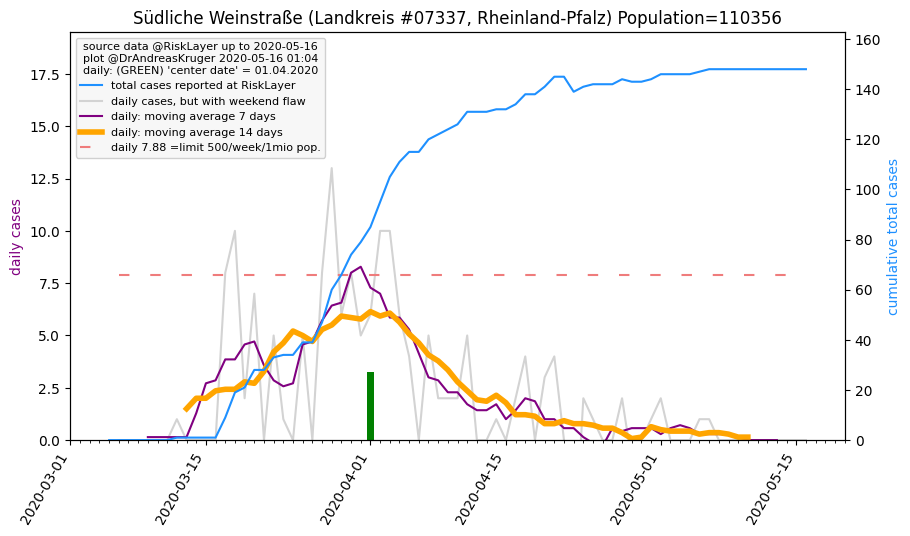 Südliche Weinstraße (Landkreis #07337, Rheinland-Pfalz) Population=110356
source data @RiskLayer up to 2020-05-16
plot @DrAndreasKruger 2020-05-16 01:04
daily: (GREEN) 'center date' = 01.04.2020
total cases reported at RiskLayer
daily cases, but with weekend flaw
daily: moving average 7 days
daily: moving average 14 days
daily 7.88 =limit 500/week/1mio pop.
daily cases
17.5
15.0
12.5
10.0
7.5
5.0
2.5
0.0
160
140
120
100
80
60
40
20
0
cumulative total cases
2020-03-01
2020-03-15
2020-04-01
2020-04-15
2020-05-01
2020-05-15